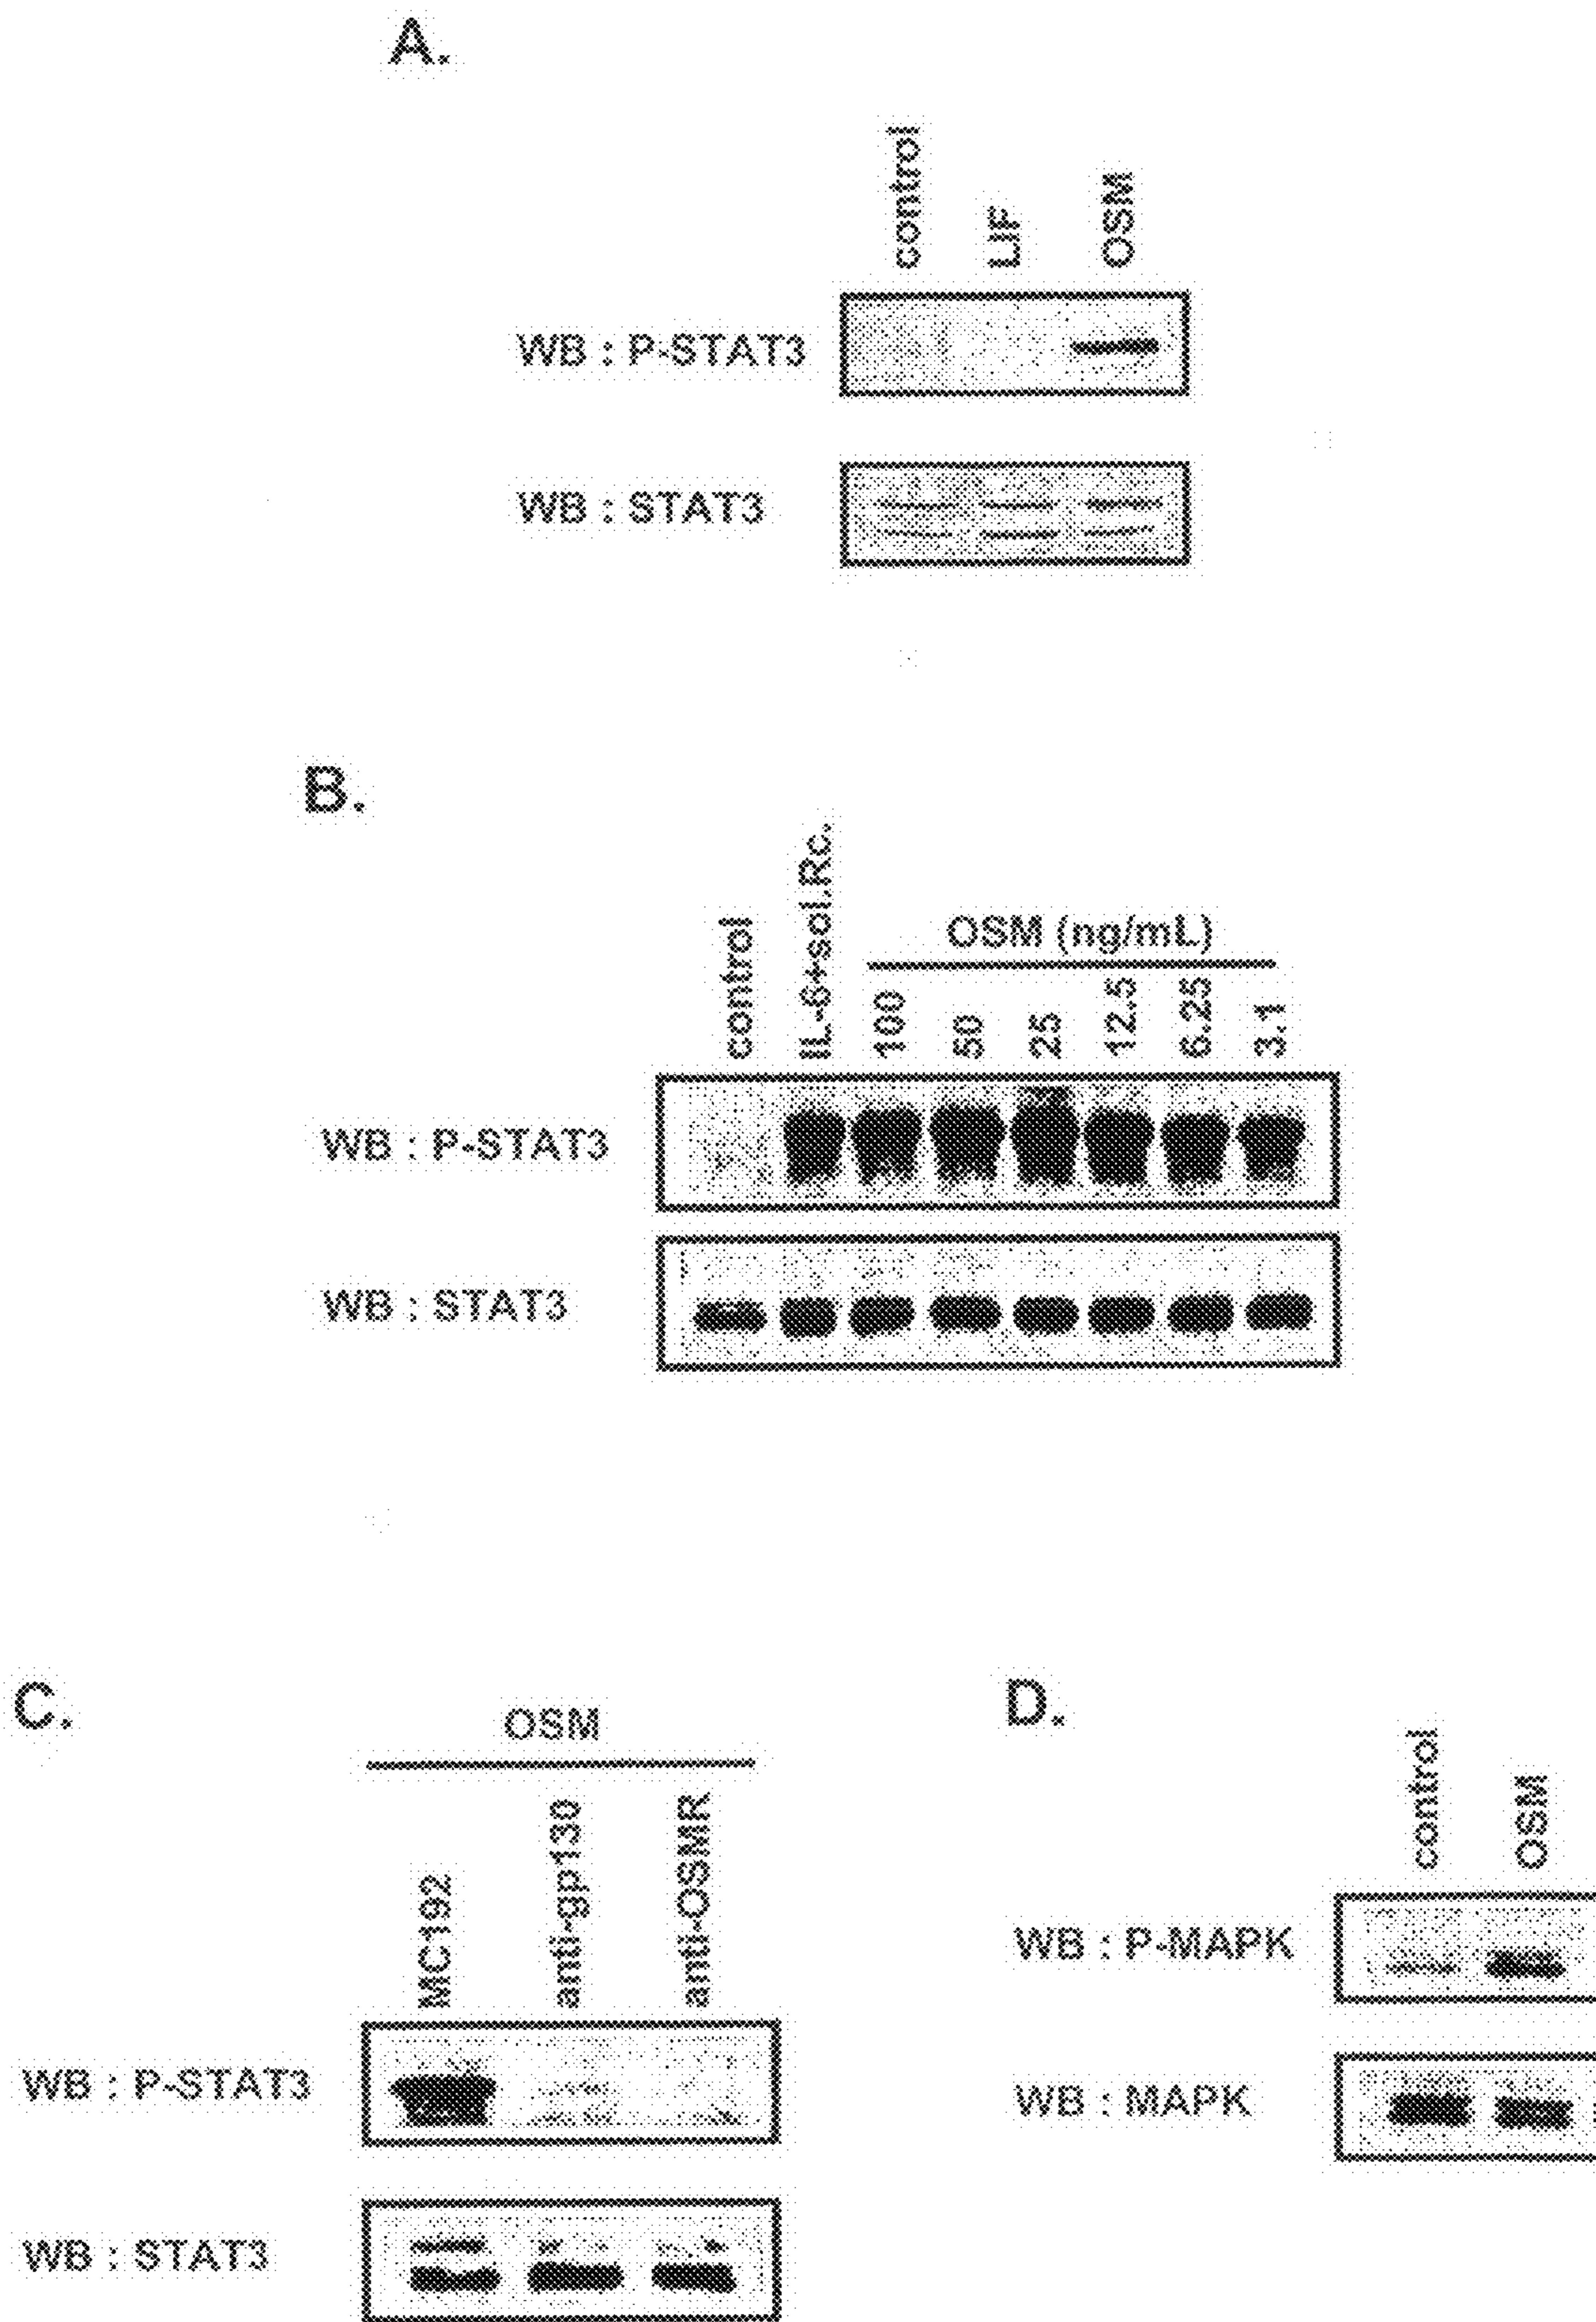 A.
control
LIF
OSM
WB : P-STAT3
WB : STAT3
B.
control
IL-6+sol.Rc.
OSM (ng/mL)
100
50
25
12.5
6.25
3.1
WB : P-STAT3
WB : STAT3
C.
OSM
MC192
anti-gp130
anti-OSMR
WB : P-STAT3
WB : STAT3
D.
control
OSM
WB : P-MAPK
WB : MAPK